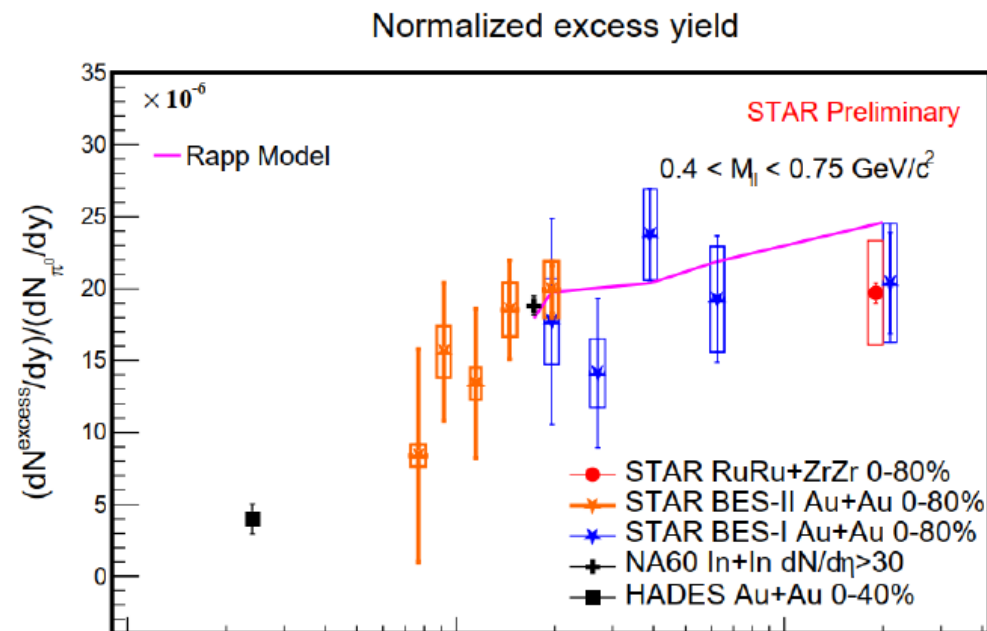 Normalized excess yield
35
× 10⁻⁶
STAR Preliminary
30
Rapp Model
0.4 < M_ll < 0.75 GeV/c²
25
20
15
10
5
0
(dN^excess/dy)/(dN_π⁰/dy)
STAR RuRu+ZrZr 0-80%
STAR BES-II Au+Au 0-80%
STAR BES-I Au+Au 0-80%
NA60 In+In dN/dη>30
HADES Au+Au 0-40%